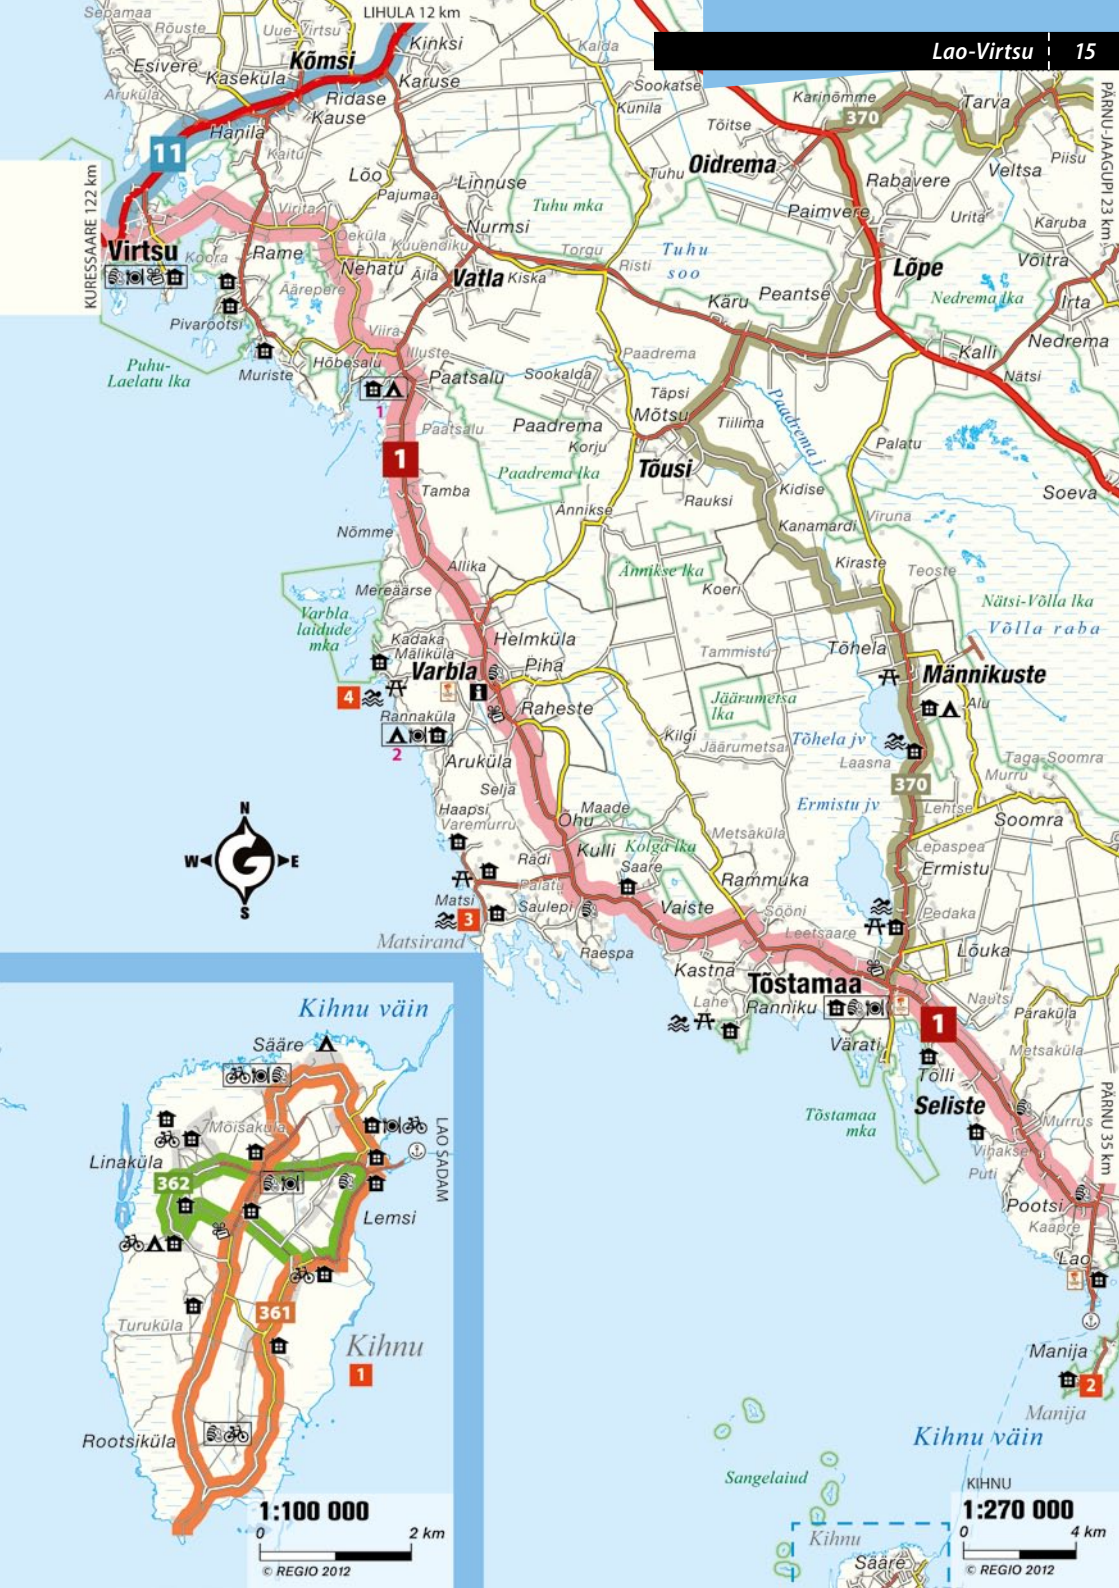 Lao-Virtsu 15
LIHULA 12 km
Sepamaa
Rõuste
Uue-Virtsu
Kinksi
Kalda
Esivere
Kõmsi
Kaseküla
Karuse
Sookatse
Karinõmme
Tarva
Aruküla
Ridase
Kause
Kunila
370
Tõitse
Hanila
Kaitu
Piisu
PÄRNU-JAAGUPI 23 km
11
Oidrema
Veltsa
Lõo
Linnuse
Tuhu
Rabavere
Pajumaa
Tuhu mka
Virita
Paimvere
Urita
Karuba
KURESSAARE 122 km
Nurmsi
Oeküla
Kuuendiku
Torgu
Tuhu
soo
Virtsu
Koora
Rame
Nehatu
Äila
Vatla
Kiska
Risti
Lõpe
Võitra
Äärepere
Käru
Peantse
Nedrema lka
Irta
Pivarootsi
Viira
Nedrema
Puhu-
Laelatu lka
Hõbesalu
Illuste
Paadrema
Kalli
Muriste
Paatsalu
Sookalda
Nätsi
1
Täpsi
Mõtsu
Paadrema j
Paatsalu
Paadrema
Tiilima
Korju
Palatu
1
Paadrema lka
Tõusi
Tamba
Kidise
Soeva
Rauksi
Ännikse
Viruna
Nõmme
Kanamardi
Allika
Ännikse lka
Kiraste
Teoste
Mereäärse
Koeri
Nätsi-Võlla lka
Varbla
laidude
mka
Võlla raba
Kadaka
Helmküla
Tõhela
Mäliküla
Tammistu
Varbla
Piha
Männikuste
4
Jäärumetsa
lka
Rannaküla
Raheste
Alu
2
Kilgi
Jäärumetsa
Tõhela jv
Aruküla
Laasna
Taga-Soomra
Murru
Selja
370
Haapsi
Maade
Ermistu jv
Lehtse
Varemurru
Ohu
Metsaküla
Soomra
Kulli
Kolga lka
Lepaspea
Rädi
Saare
Ermistu
Palatu
Rammuka
Matsi
Saulepi
Vaiste
Sööni
Pedaka
3
Leetsaare
Matsirand
Raespa
Lõuka
Kastna
Tõstamaa
Lahe
Ranniku
Nautsi
1
Päraküla
Kihnu väin
Värati
Sääre
Metsaküla
Tõlli
Seliste
Tõstamaa
mka
Murrus
PÄRNU 35 km
Mõisaküla
LAO SADAM
Linaküla
Vihakse
Puti
362
Lemsi
Pootsi
Kaapre
Lao
361
Turuküla
Kihnu
1
Manija
2
Manija
Rootsiküla
Kihnu väin
Sangelaiud
KIHNU
1:100 000
0 2 km
© REGIO 2012
1:270 000
0 4 km
© REGIO 2012
Kihnu
Sääre
N
W G E
S